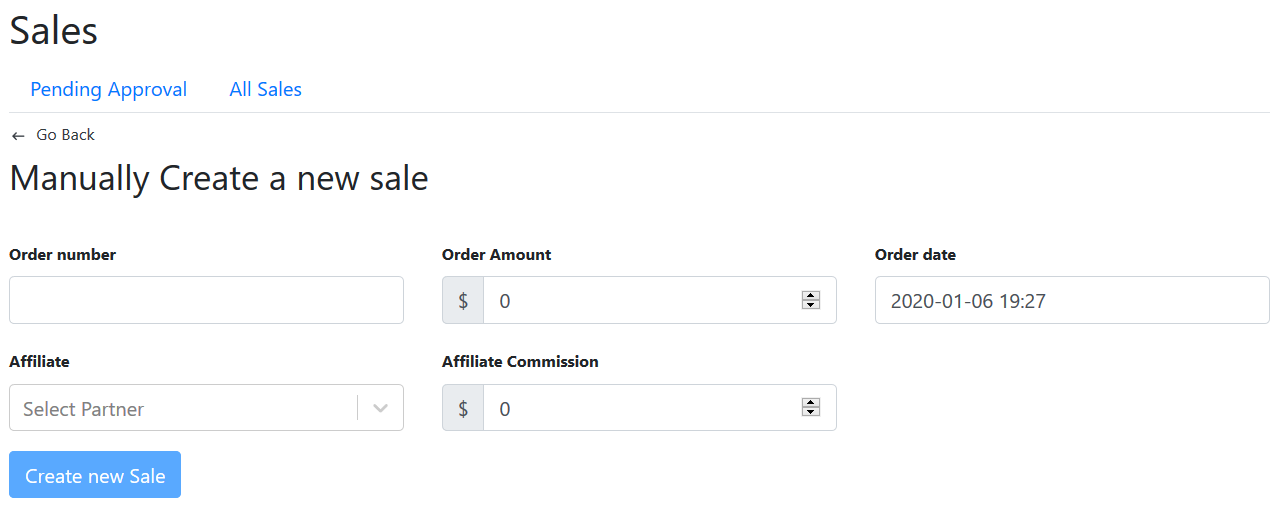 Sales
Pending Approval All Sales
← Go Back
Manually Create a new sale
Order number Order Amount Order date
$ 0 2020-01-06 19:27
Affiliate Affiliate Commission
Select Partner $ 0
Create new Sale